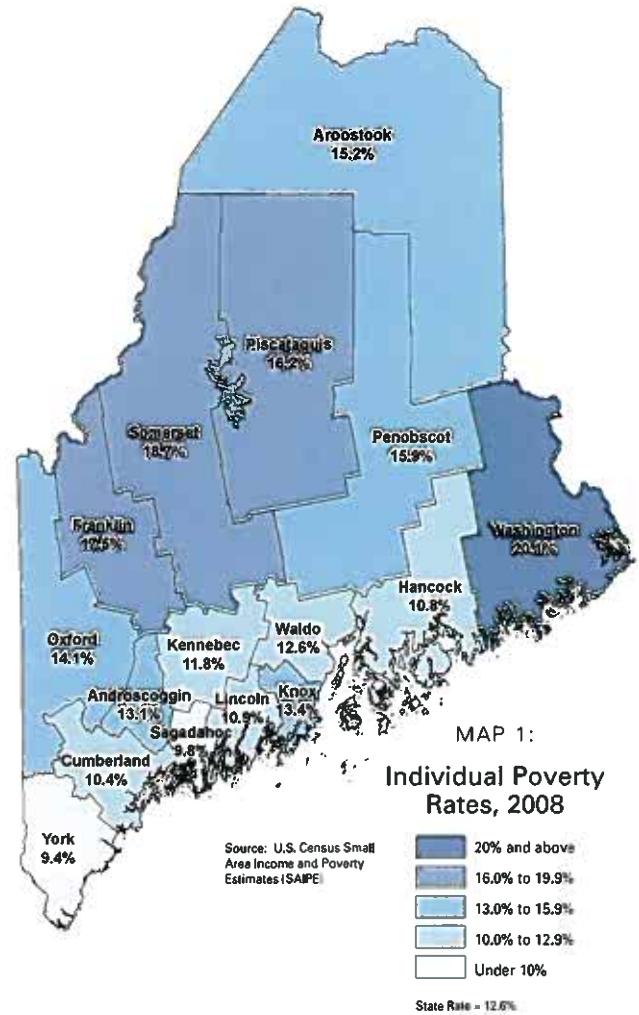 Aroostook
15.2%
Piscataquis
16.2%
Somerset
18.7%
Penobscot
15.9%
Franklin
17.5%
Washington
20.1%
Hancock
10.8%
Oxford
14.1%
Kennebec
11.8%
Waldo
12.6%
Androscoggin
13.1%
Lincoln
10.9%
Knox
13.4%
Sagadahoc
9.8%
Cumberland
10.4%
York
9.4%
MAP 1:
Individual Poverty
Rates, 2008
Source: U.S. Census Small
Area Income and Poverty
Estimates (SAIPE)
20% and above
16.0% to 19.9%
13.0% to 15.9%
10.0% to 12.9%
Under 10%
State Rate = 12.6%